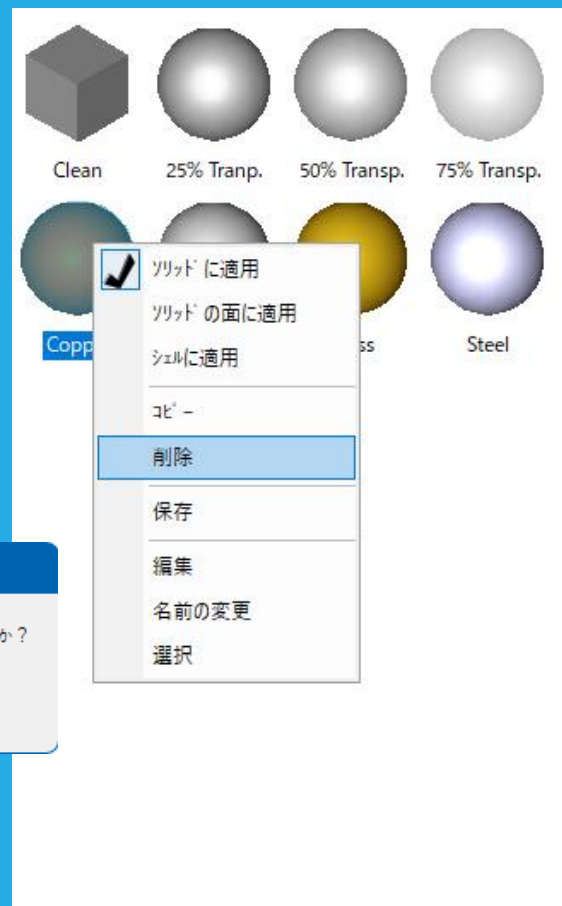 Clean 25% Tranp. 50% Transp. 75% Transp.
Copp ss Steel
ｿﾘｯﾄﾞに適用
ｿﾘｯﾄﾞの面に適用
ｼｪﾙに適用
ｺﾋﾟｰ
削除
保存
編集
名前の変更
選択
か？